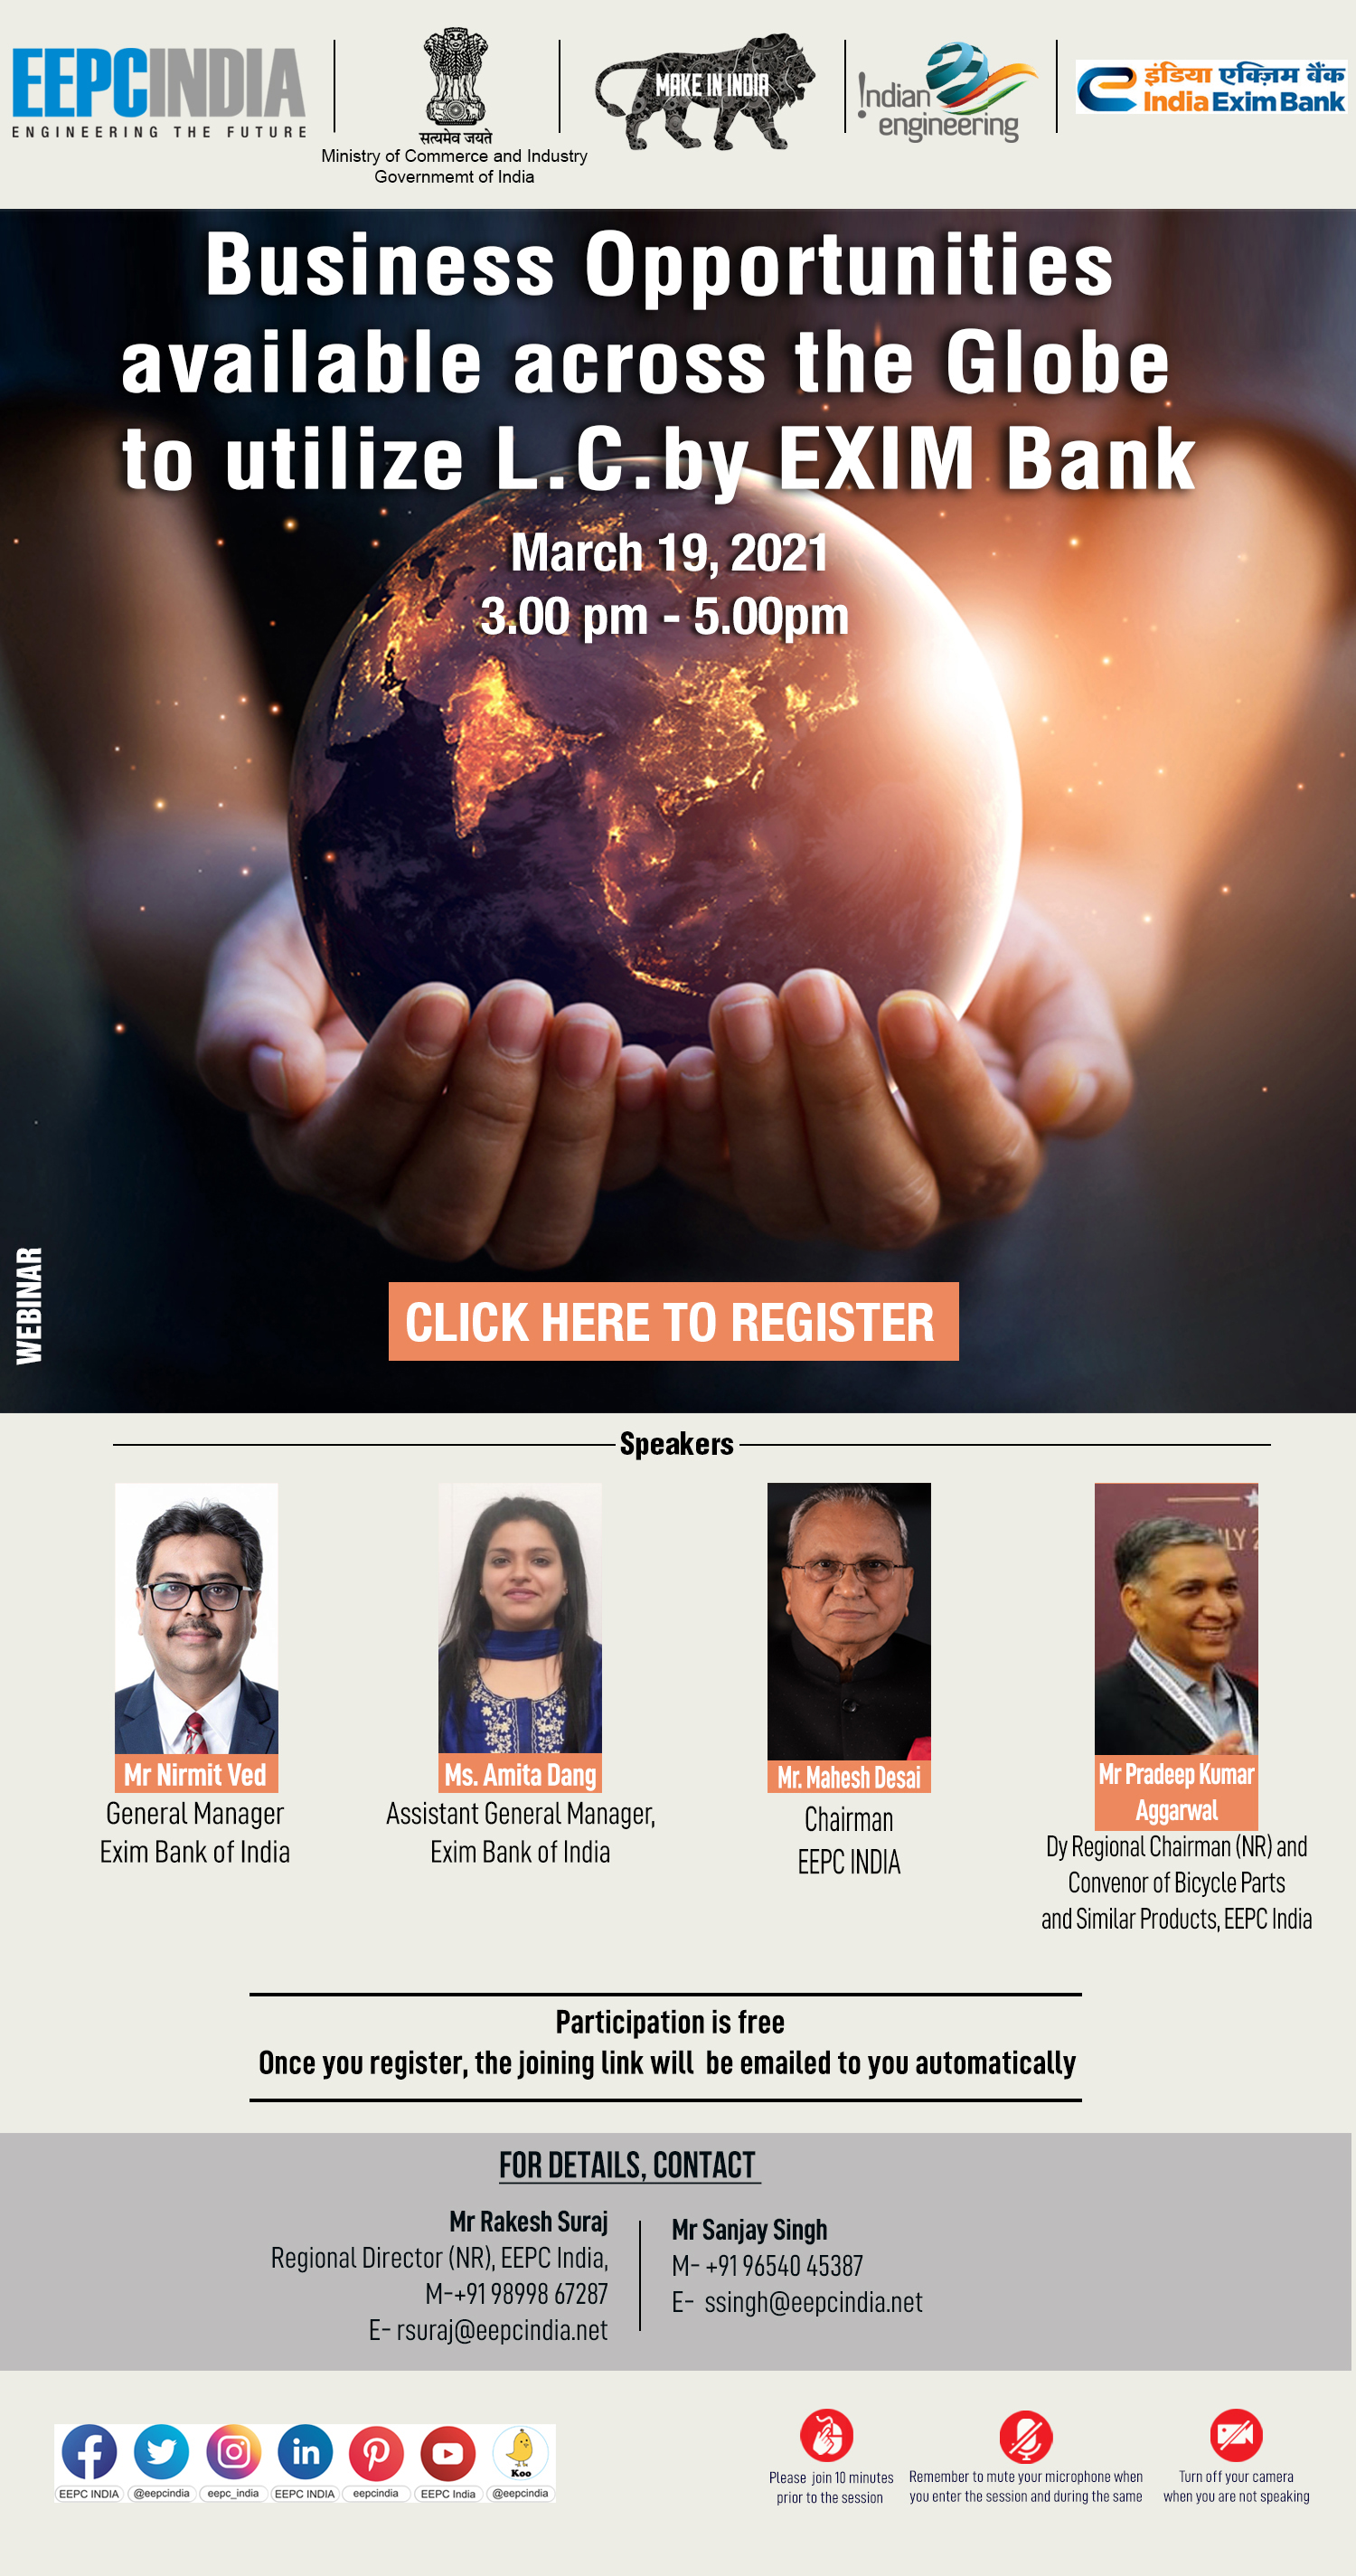 EEPCINDIA
ENGINEERING THE FUTURE
सत्यमेव जयते
Ministry of Commerce and Industry
Governmemt of India
MAKE IN INDIA
Indian
engineering
इंडिया एक्ज़िम बैंक
India Exim Bank
Business Opportunities
available across the Globe
to utilize L.C.by EXIM Bank
March 19, 2021
3.00 pm - 5.00pm
WEBINAR
CLICK HERE TO REGISTER
Speakers
LY 2
Mr Nirmit Ved
General Manager
Exim Bank of India
Ms. Amita Dang
Assistant General Manager,
Exim Bank of India
Mr. Mahesh Desai
Chairman
EEPC INDIA
Mr Pradeep Kumar
Aggarwal
Dy Regional Chairman (NR) and
Convenor of Bicycle Parts
and Similar Products, EEPC India
Participation is free
Once you register, the joining link will be emailed to you automatically
FOR DETAILS, CONTACT
Mr Rakesh Suraj
Regional Director (NR), EEPC India,
M-+91 98998 67287
E- rsuraj@eepcindia.net
Mr Sanjay Singh
M- +91 96540 45387
E- ssingh@eepcindia.net
Koo
EEPC INDIA
@eepcindia
eepc_india
EEPC INDIA
eepcindia
EEPC India
@eepcindia
Please join 10 minutes
prior to the session
Remember to mute your microphone when
you enter the session and during the same
Turn off your camera
when you are not speaking